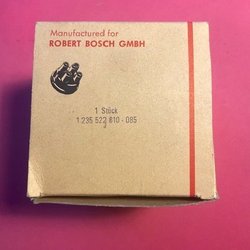 Manufactured for
ROBERT BOSCH GMBH
1 Stück
1 235 522 810 - 085